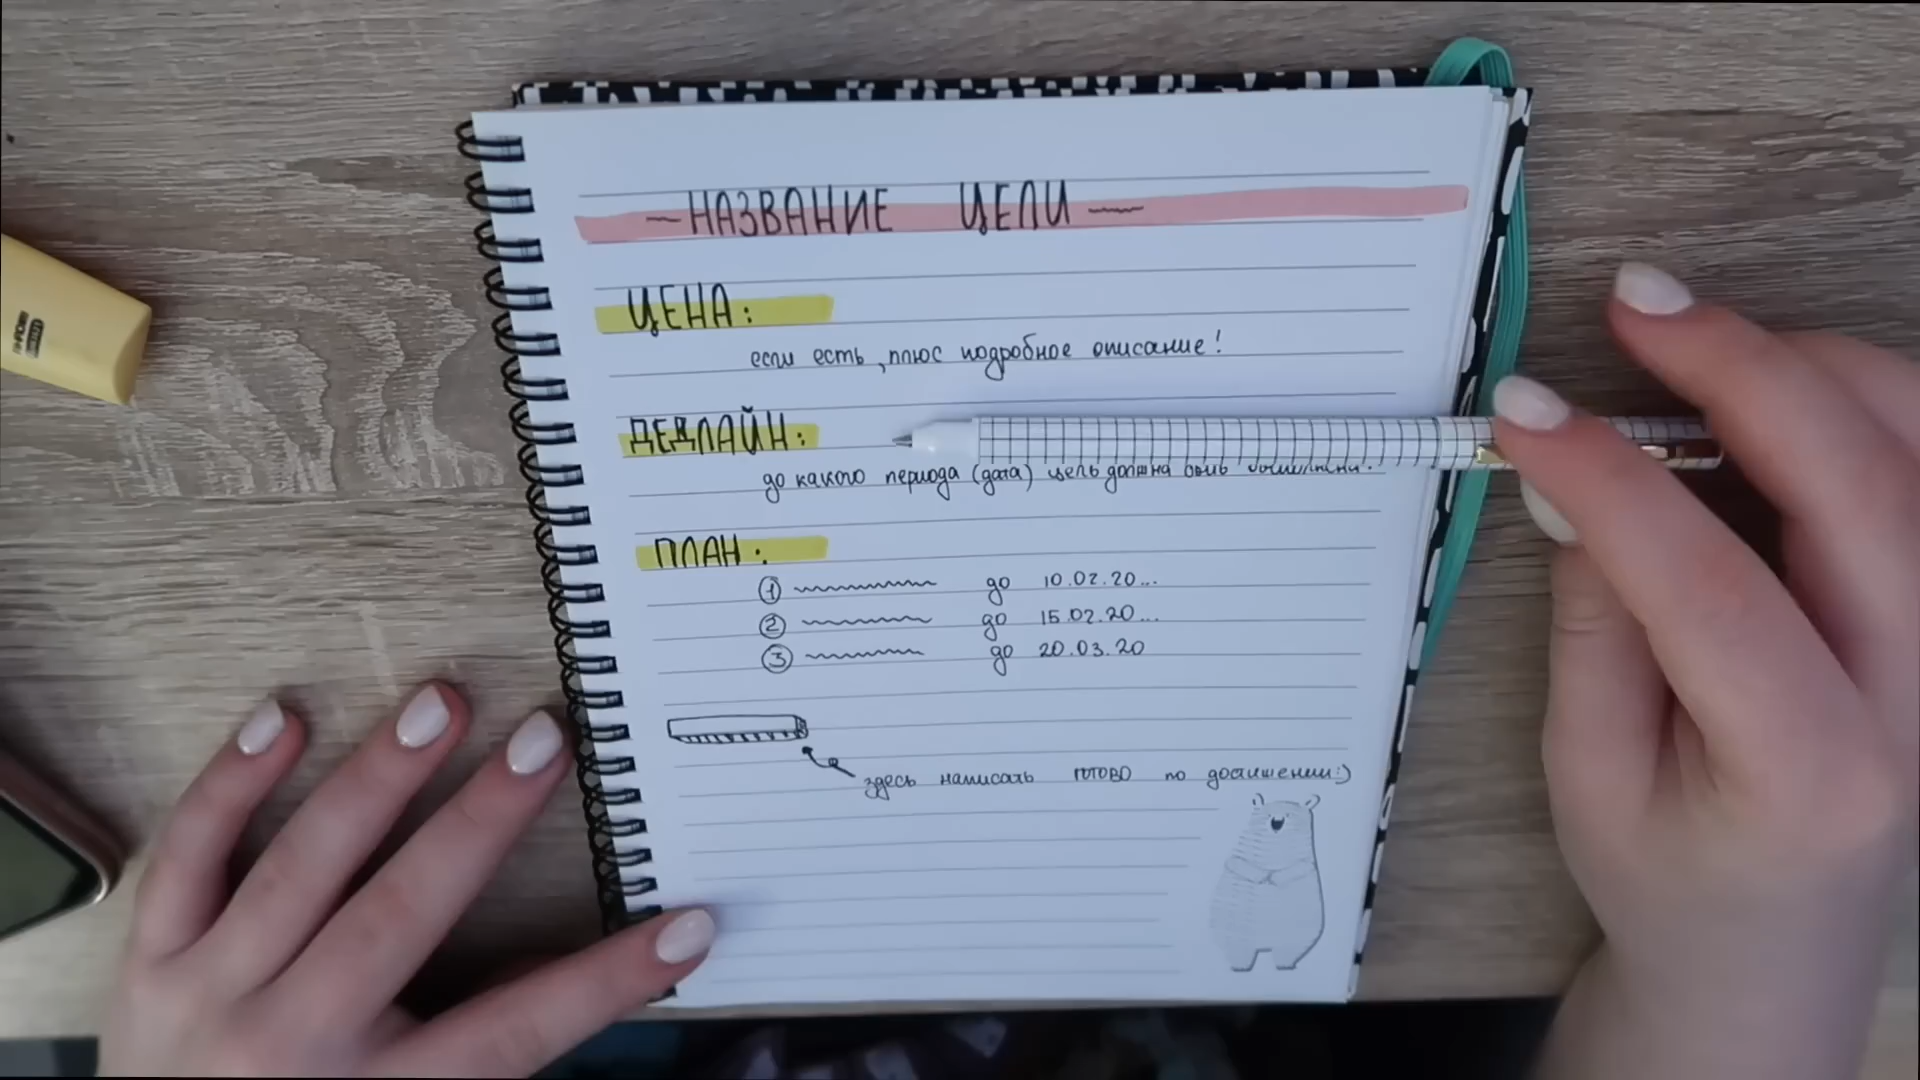 ~НАЗВАНИЕ ЦЕЛИ~
ЦЕНА:
если есть, плюс подробное описание!
ДЕДЛАЙН:
до какого периода (дата) цель должна быть
ПЛАН:
① до 10.02.20...
② до 15.02.20...
③ до 20.03.20
здесь написать ГОТОВО по достижении:)